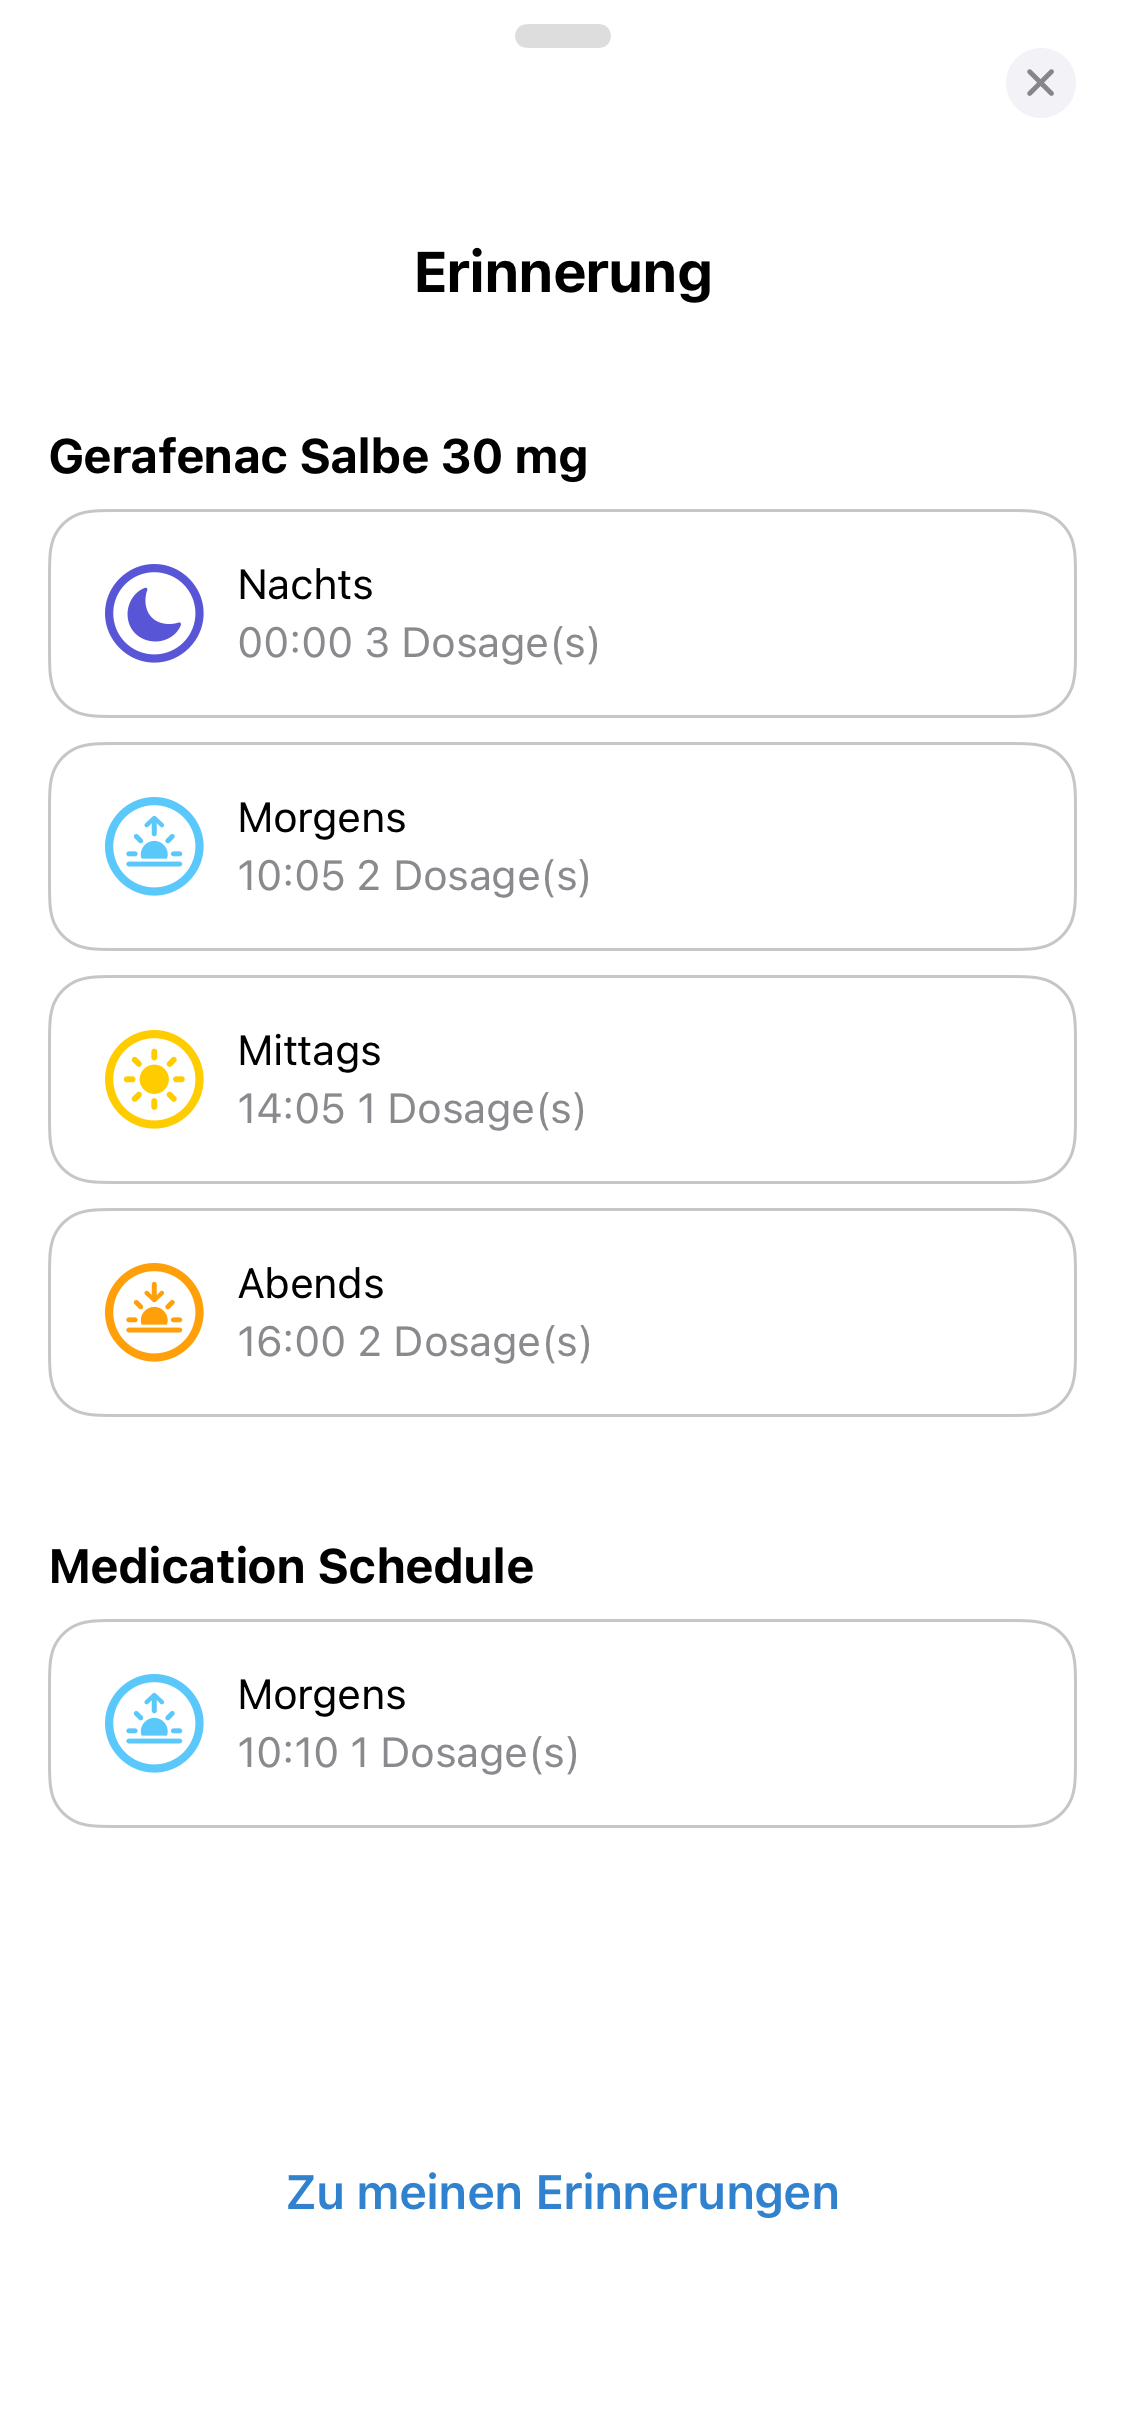 Erinnerung
Gerafenac Salbe 30 mg
Nachts
00:00 3 Dosage(s)
Morgens
10:05 2 Dosage(s)
Mittags
14:05 1 Dosage(s)
Abends
16:00 2 Dosage(s)
Medication Schedule
Morgens
10:10 1 Dosage(s)
Zu meinen Erinnerungen